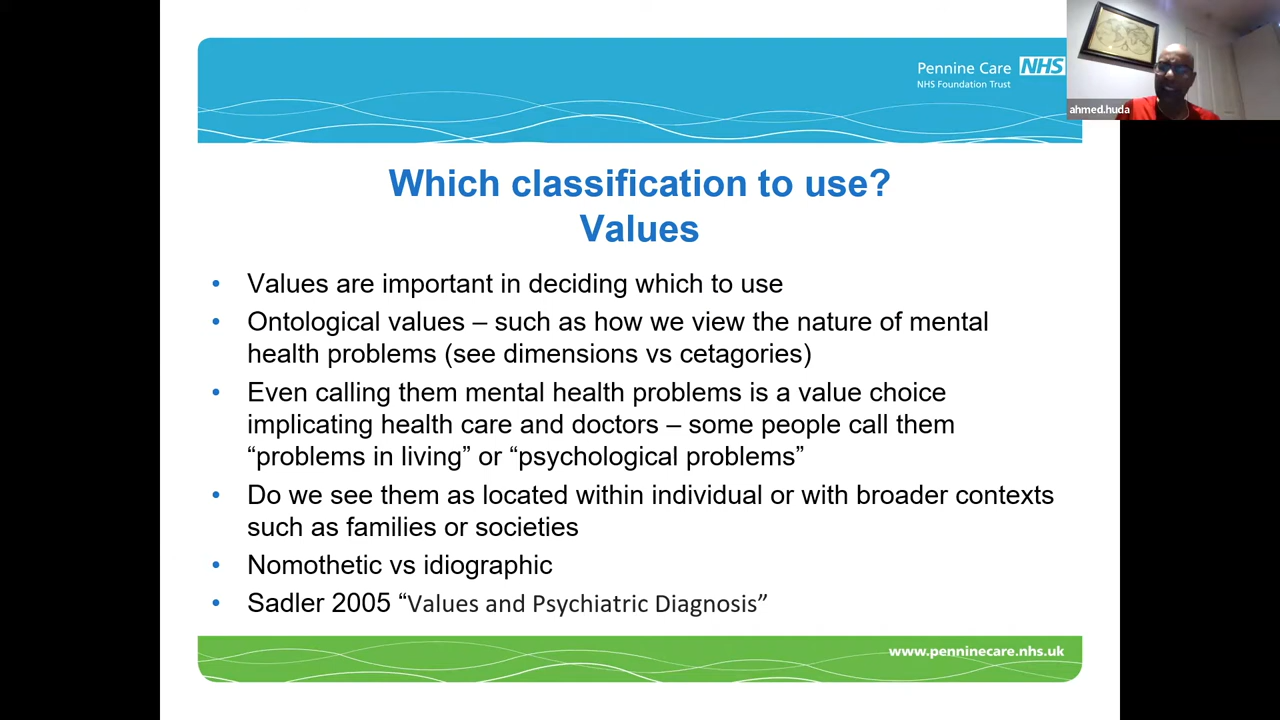 Pennine Care NHS
NHS Foundation Trust
ahmed.huda
Which classification to use?
Values
• Values are important in deciding which to use
• Ontological values – such as how we view the nature of mental
health problems (see dimensions vs cetagories)
• Even calling them mental health problems is a value choice
implicating health care and doctors – some people call them
“problems in living” or “psychological problems”
• Do we see them as located within individual or with broader contexts
such as families or societies
• Nomothetic vs idiographic
• Sadler 2005 “Values and Psychiatric Diagnosis”
www.penninecare.nhs.uk